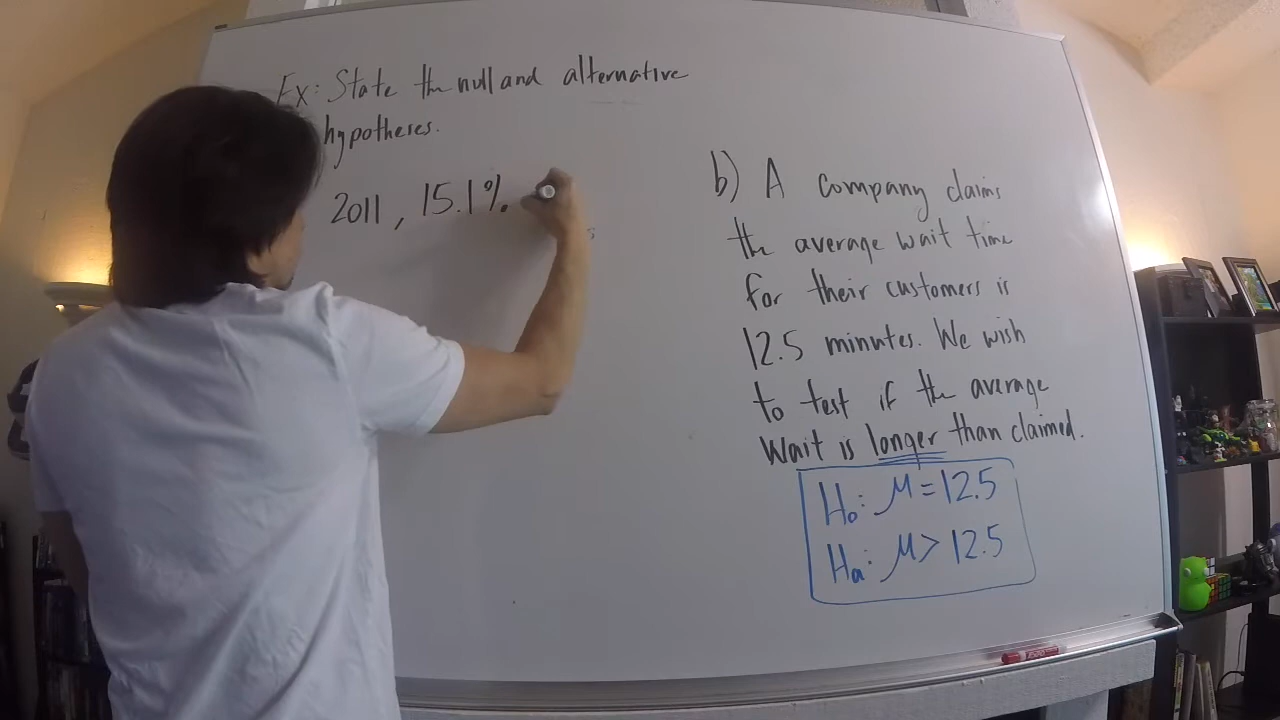 Ex: State the null and alternative
hypotheses.
2011, 15.1%
b) A company claims
the average wait time
for their customers is
12.5 minutes. We wish
to test if the average
wait is longer than claimed.
H₀: μ = 12.5
Hₐ: μ > 12.5
EXPO